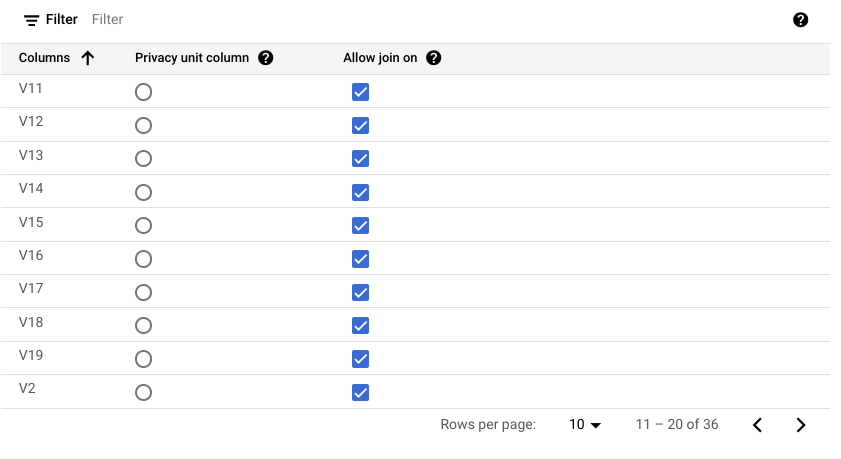 Filter Filter
Columns Privacy unit column Allow join on
V11
V12
V13
V14
V15
V16
V17
V18
V19
V2
Rows per page: 10 11 – 20 of 36